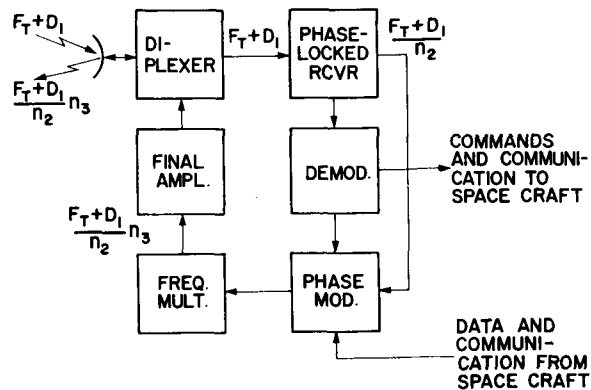 F_T+D_1
F_T+D_1
n_2
n_3
DI-
PLEXER
F_T+D_1
PHASE-
LOCKED
RCVR
F_T+D_1
n_2
FINAL
AMPL.
DEMOD.
COMMANDS
AND COMMUNI-
CATION TO
SPACE CRAFT
F_T+D_1
n_2
n_3
FREQ.
MULT.
PHASE
MOD.
DATA AND
COMMUNI-
CATION FROM
SPACE CRAFT